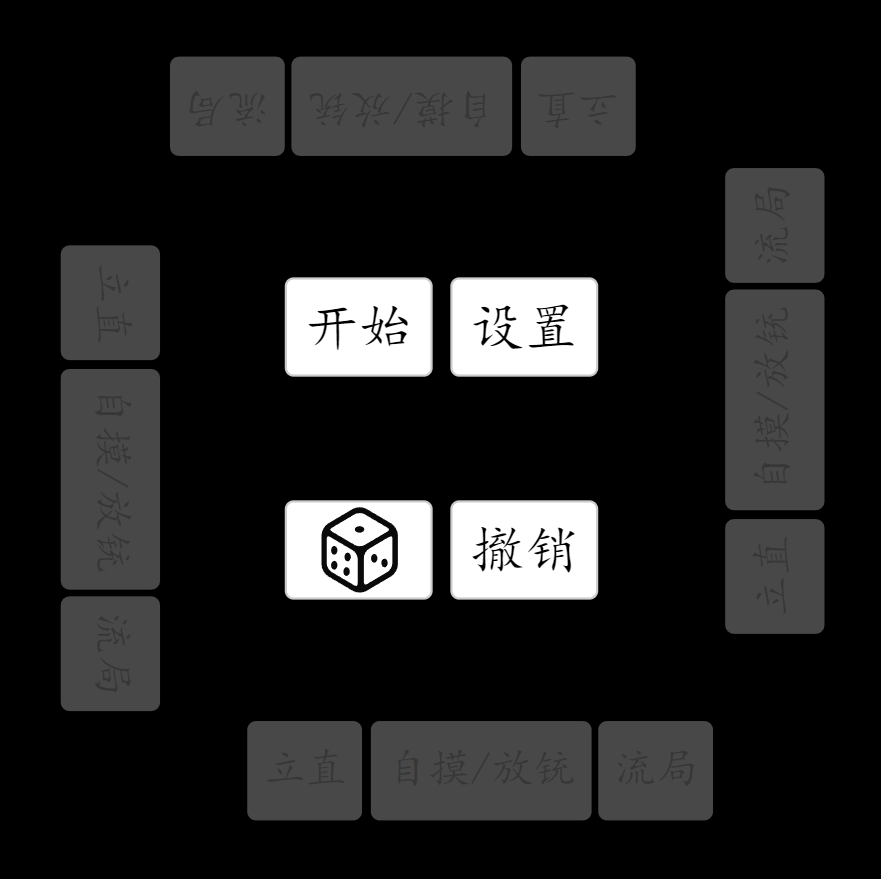 流局 自摸/放铳 立直
流局
自摸/放铳
立直
立直
自摸/放铳
流局
开始 设置
撤销
立直 自摸/放铳 流局